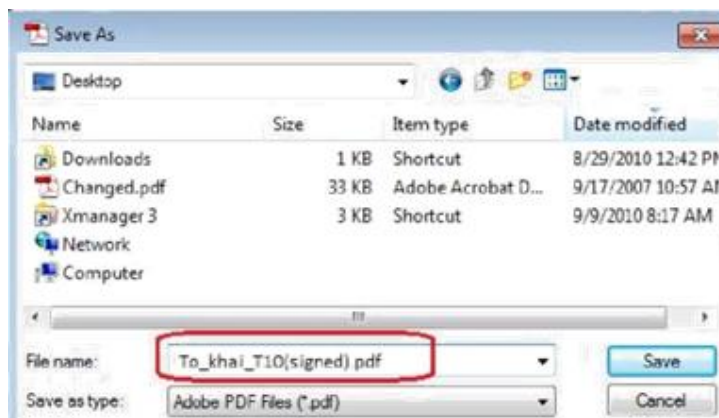 Save As
Desktop
Name Size Item type Date modified
Downloads 1 KB Shortcut 8/29/2010 12:42 PM
Changed.pdf 33 KB Adobe Acrobat D... 9/17/2007 10:57 AM
Xmanager 3 3 KB Shortcut 9/9/2010 8:17 AM
Network
Computer
File name: To_khai_T10(signed).pdf Save
Save as type: Adobe PDF Files (*.pdf) Cancel